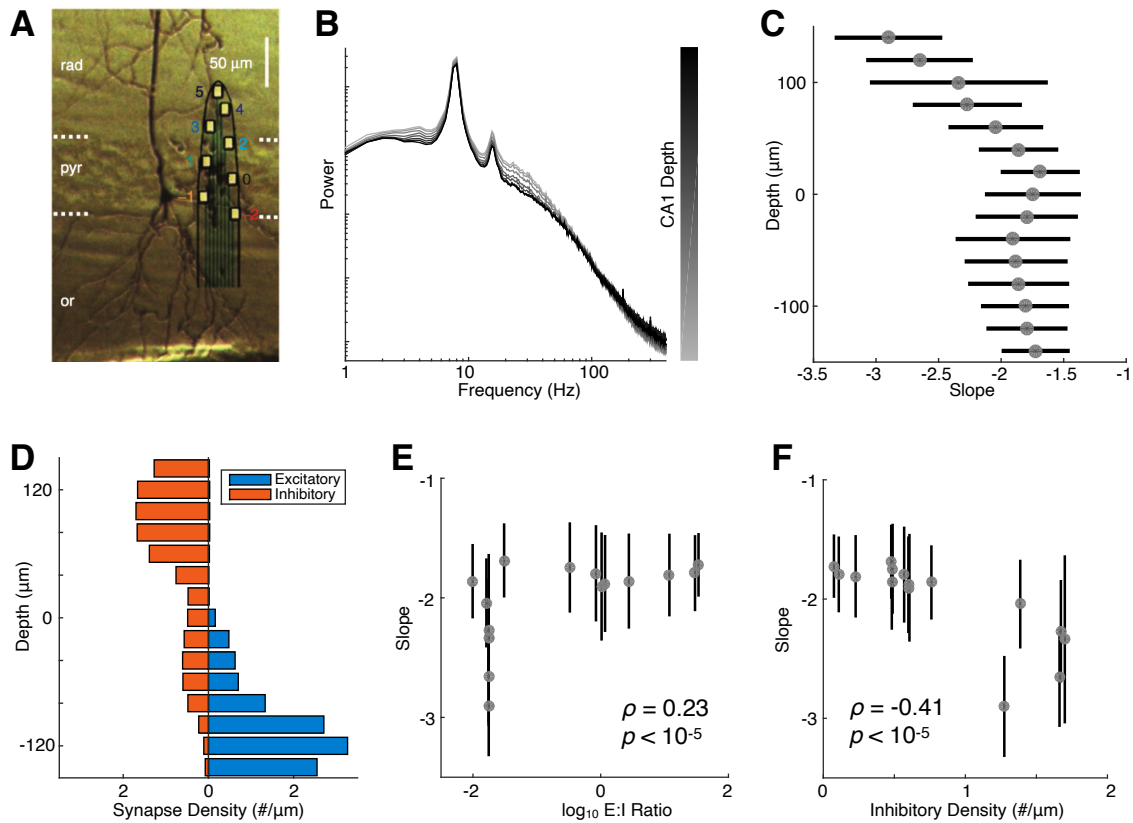 A
rad
50 μm
5
4
3
2
pyr
1
0
-1
-2
or
B
Power
1
10
100
Frequency (Hz)
CA1 Depth
C
Depth (μm)
100
0
-100
-3.5
-3
-2.5
-2
-1.5
-1
Slope
D
Depth (μm)
120
0
-120
Excitatory
Inhibitory
2
0
2
Synapse Density (#/μm)
E
Slope
-1
-2
-3
ρ = 0.23
p < 10⁻⁵
-2
-1
0
1
2
log₁₀ E:I Ratio
F
Slope
-1
-2
-3
ρ = -0.41
p < 10⁻⁵
0
1
2
Inhibitory Density (#/μm)